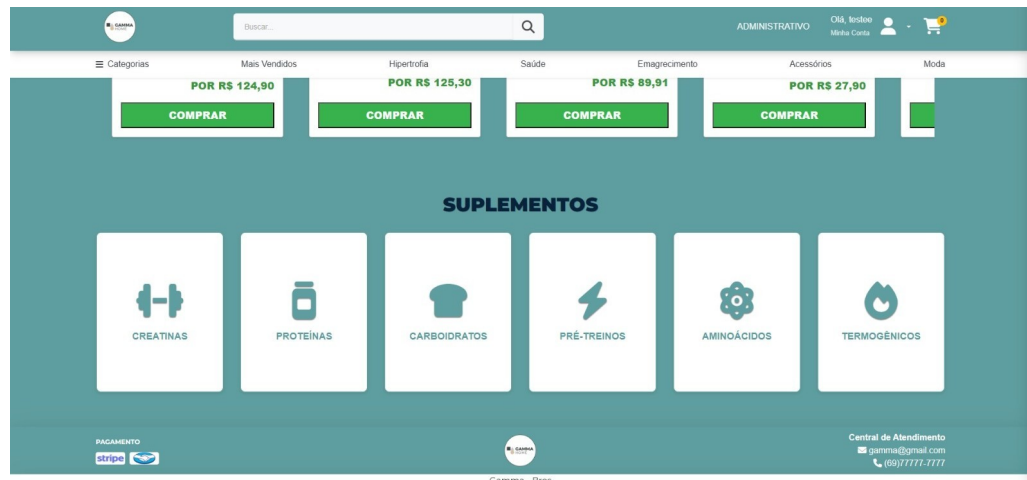 GAMMA
Buscar...
ADMINISTRATIVO
Olá, testee
Minha Conta
0
Categorias
Mais Vendidos
Hipertrofia
Saúde
Emagrecimento
Acessórios
Moda
POR R$ 124,90
POR R$ 125,30
POR R$ 89,91
POR R$ 27,90
COMPRAR
COMPRAR
COMPRAR
COMPRAR
SUPLEMENTOS
CREATINAS
PROTEÍNAS
CARBOIDRATOS
PRÉ-TREINOS
AMINOÁCIDOS
TERMOGÊNICOS
PAGAMENTO
stripe
GAMMA
Central de Atendimento
gamma@gmail.com
(69)77777-7777